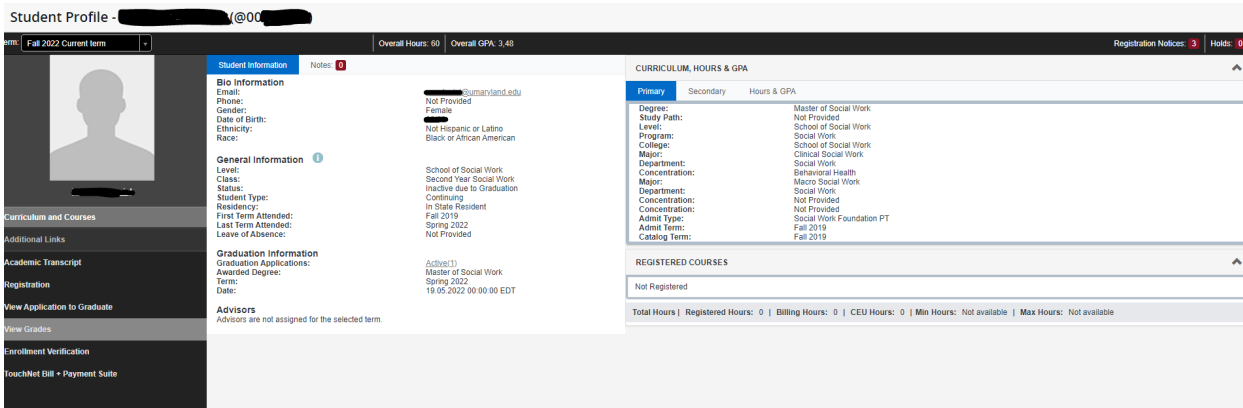 Student Profile - (@00 )
erm: Fall 2022 Current term
Overall Hours: 60 Overall GPA: 3,48
Registration Notices: 3 Holds: 0
Curriculum and Courses
Additional Links
Academic Transcript
Registration
View Application to Graduate
View Grades
Enrollment Verification
TouchNet Bill + Payment Suite
Student Information Notes: 0
Bio Information
Email: @umaryland.edu
Phone: Not Provided
Gender: Female
Date of Birth:
Ethnicity: Not Hispanic or Latino
Race: Black or African American
General Information
Level: School of Social Work
Class: Second Year Social Work
Status: Inactive due to Graduation
Student Type: Continuing
Residency: In State Resident
First Term Attended: Fall 2019
Last Term Attended: Spring 2022
Leave of Absence: Not Provided
Graduation Information
Graduation Applications: Active(1)
Awarded Degree: Master of Social Work
Term: Spring 2022
Date: 19.05.2022 00:00:00 EDT
Advisors
Advisors are not assigned for the selected term.
CURRICULUM, HOURS & GPA
Primary Secondary Hours & GPA
Degree: Master of Social Work
Study Path: Not Provided
Level: School of Social Work
Program: Social Work
College: School of Social Work
Major: Clinical Social Work
Department: Social Work
Concentration: Behavioral Health
Major: Macro Social Work
Department: Social Work
Concentration: Not Provided
Concentration: Not Provided
Admit Type: Social Work Foundation PT
Admit Term: Fall 2019
Catalog Term: Fall 2019
REGISTERED COURSES
Not Registered
Total Hours | Registered Hours: 0 | Billing Hours: 0 | CEU Hours: 0 | Min Hours: Not available | Max Hours: Not available